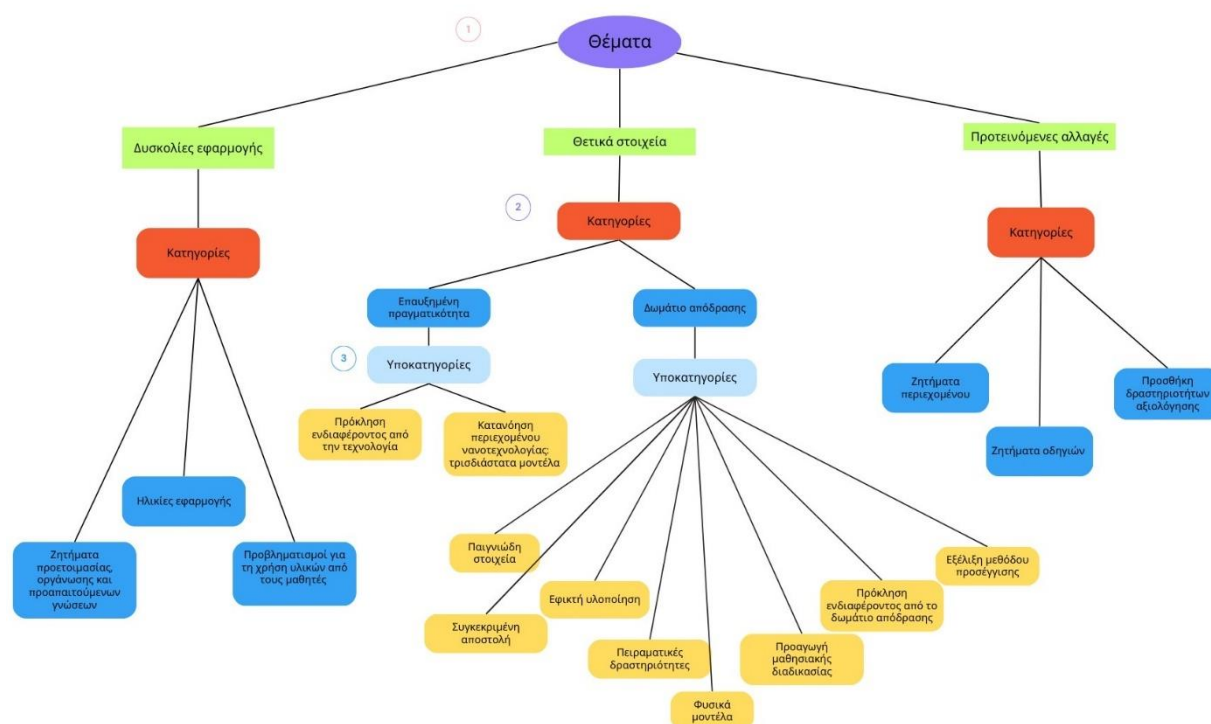 1
Θέματα
Δυσκολίες εφαρμογής
Θετικά στοιχεία
Προτεινόμενες αλλαγές
2
Κατηγορίες
Κατηγορίες
Κατηγορίες
Επαυξημένη
πραγματικότητα
Δωμάτιο απόδρασης
3
Υποκατηγορίες
Υποκατηγορίες
Ζητήματα
περιεχομένου
Προσθήκη
δραστηριοτήτων
αξιολόγησης
Ζητήματα οδηγιών
Πρόκληση
ενδιαφέροντος από
την τεχνολογία
Κατανόηση
περιεχομένου
νανοτεχνολογίας:
τρισδιάστατα μοντέλα
Ηλικίες εφαρμογής
Ζητήματα
προετοιμασίας,
οργάνωσης και
προαπαιτούμενων
γνώσεων
Προβληματισμοί για
τη χρήση υλικών από
τους μαθητές
Παιγνιώδη
στοιχεία
Συγκεκριμένη
αποστολή
Εφικτή υλοποίηση
Πειραματικές
δραστηριότητες
Φυσικά
μοντέλα
Προαγωγή
μαθησιακής
διαδικασίας
Πρόκληση
ενδιαφέροντος από το
δωμάτιο απόδρασης
Εξέλιξη μεθόδου
προσέγγισης